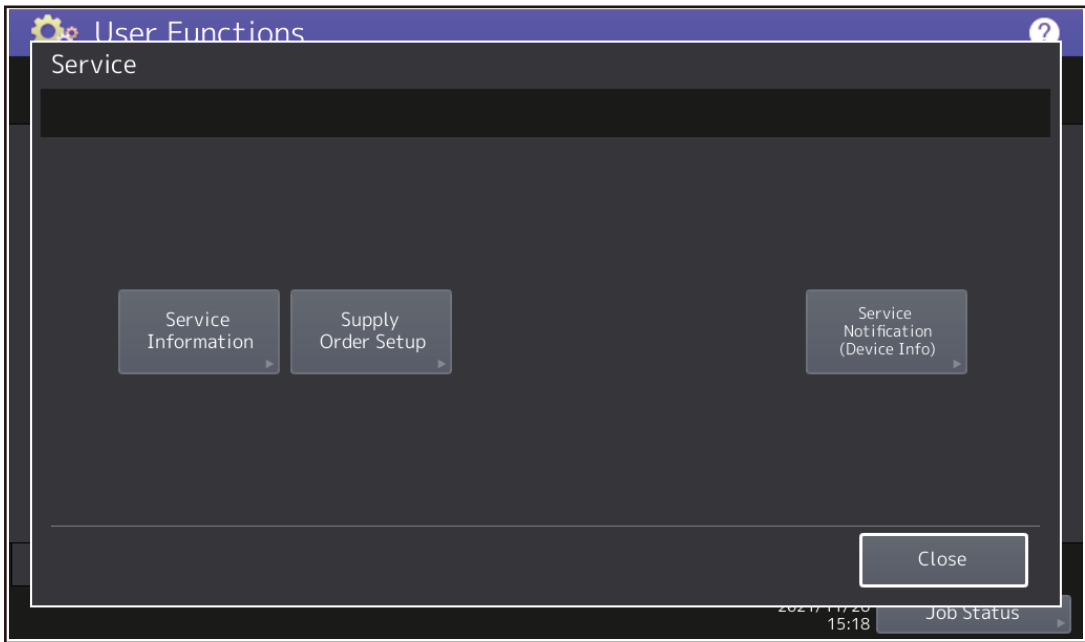 User Functions
?
Service
Service
Information
Supply
Order Setup
Service
Notification
(Device Info)
Close
15:18
Job Status